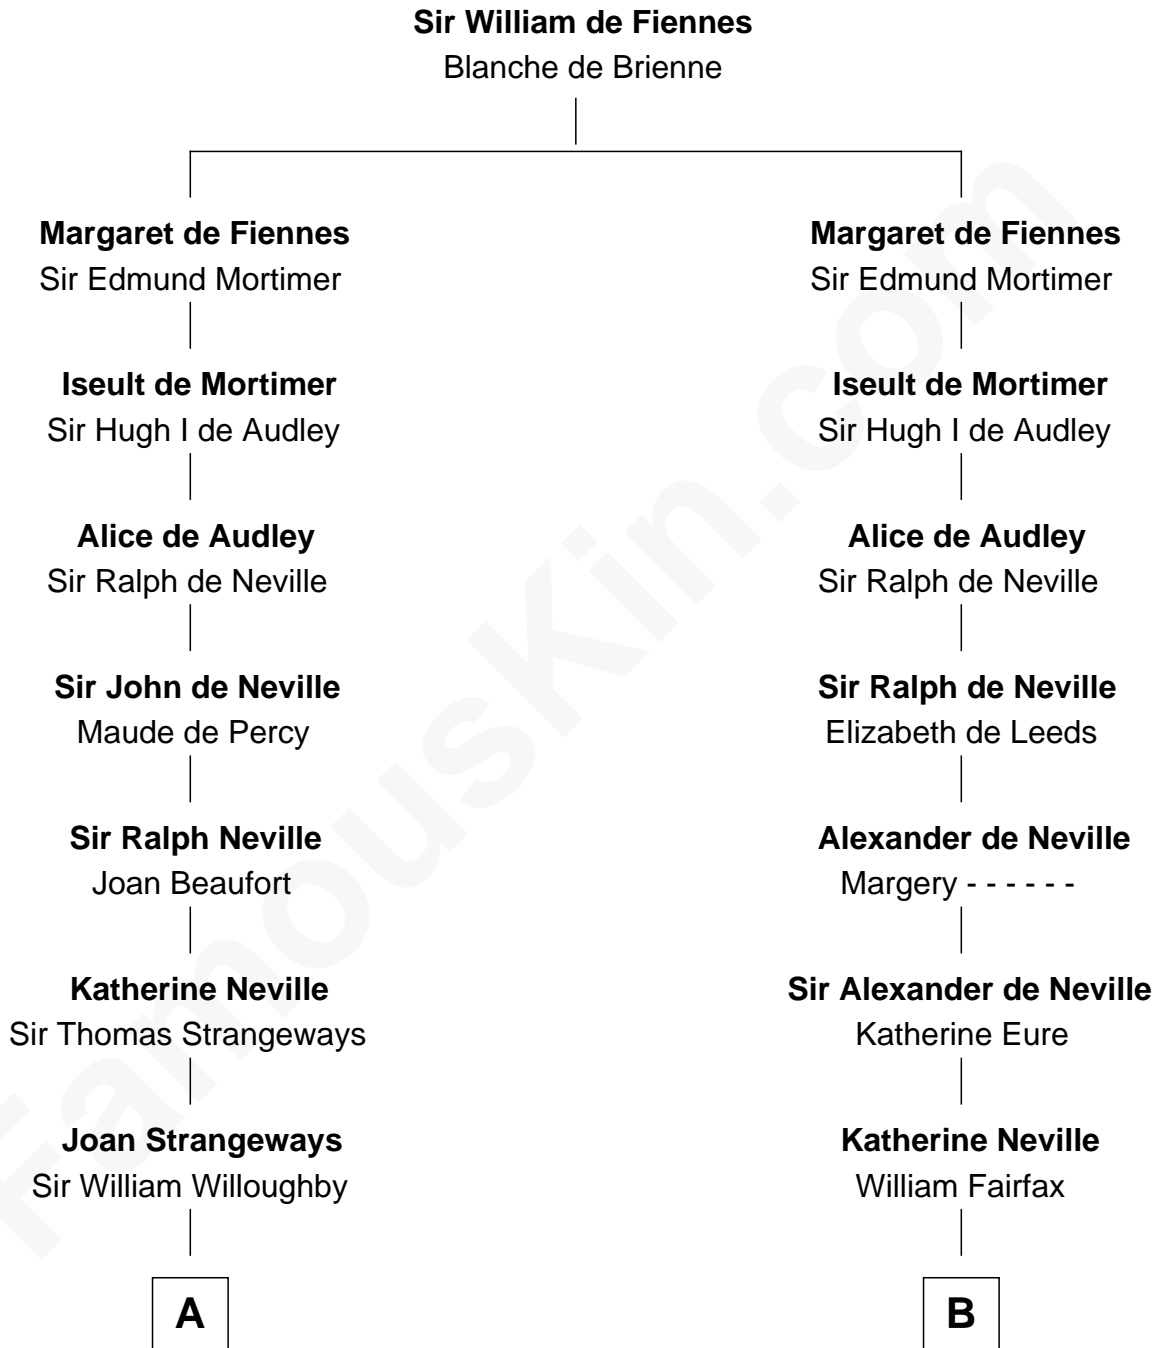 Sir William de Fiennes
Blanche de Brienne
Margaret de Fiennes
Sir Edmund Mortimer
Margaret de Fiennes
Sir Edmund Mortimer
Iseult de Mortimer
Sir Hugh I de Audley
Iseult de Mortimer
Sir Hugh I de Audley
Alice de Audley
Sir Ralph de Neville
Alice de Audley
Sir Ralph de Neville
Sir John de Neville
Maude de Percy
Sir Ralph de Neville
Elizabeth de Leeds
Sir Ralph Neville
Joan Beaufort
Alexander de Neville
Margery - - - - - -
Katherine Neville
Sir Thomas Strangeways
Sir Alexander de Neville
Katherine Eure
Joan Strangeways
Sir William Willoughby
Katherine Neville
William Fairfax
A
B
FamousKin.com